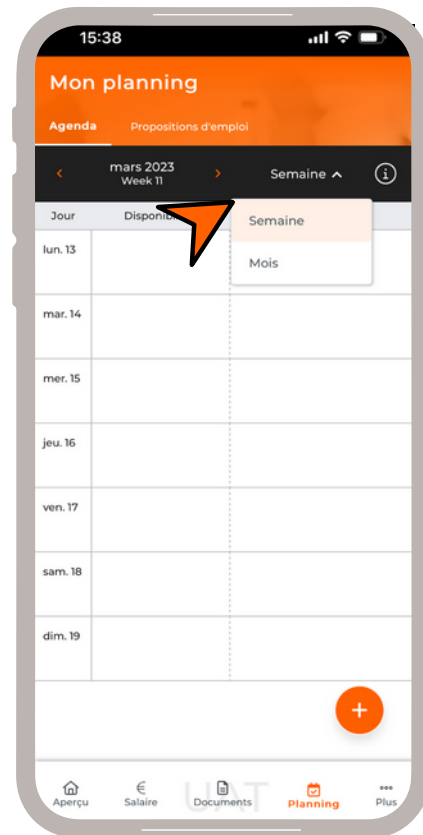 15:38
Mon planning
Agenda Propositions d'emploi
mars 2023 Semaine
Week 11
Jour
Semaine
Mois
lun. 13
mar. 14
mer. 15
jeu. 16
ven. 17
sam. 18
dim. 19
+
UAT
Aperçu Salaire Documents Planning Plus